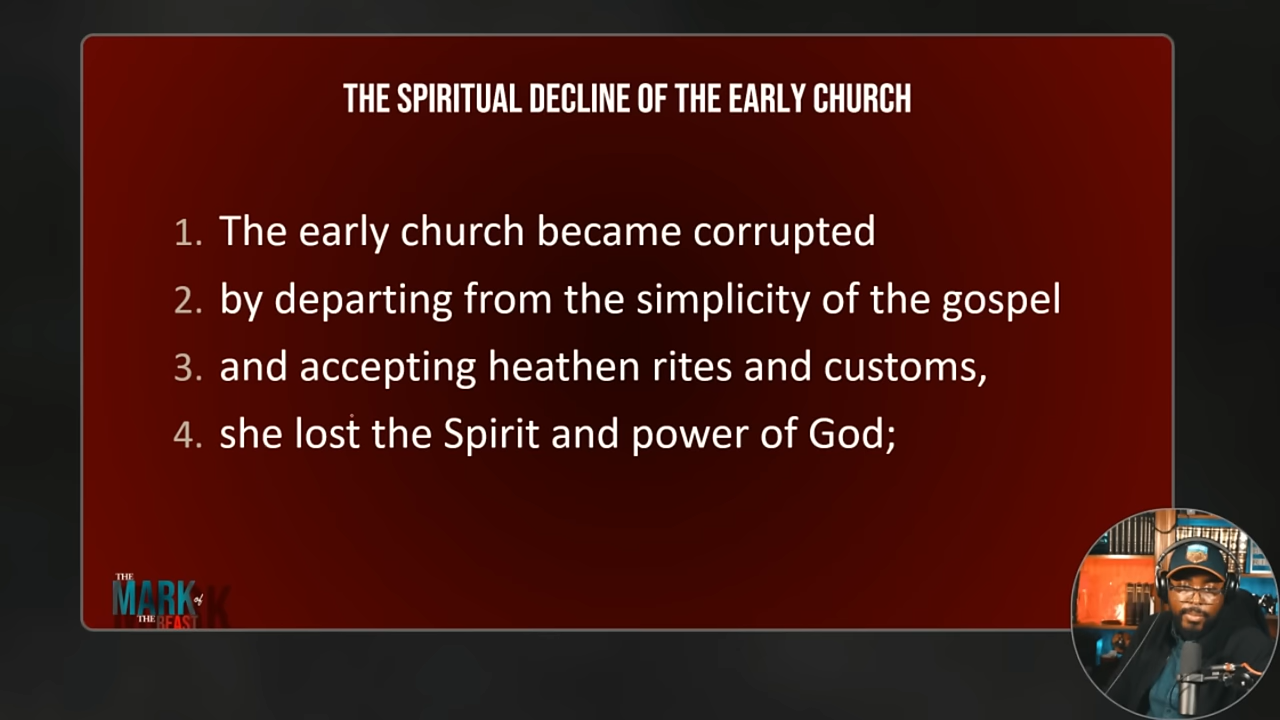 THE SPIRITUAL DECLINE OF THE EARLY CHURCH
1. The early church became corrupted
2. by departing from the simplicity of the gospel
3. and accepting heathen rites and customs,
4. she lost the Spirit and power of God;
THE
MARK of
THE BEAST